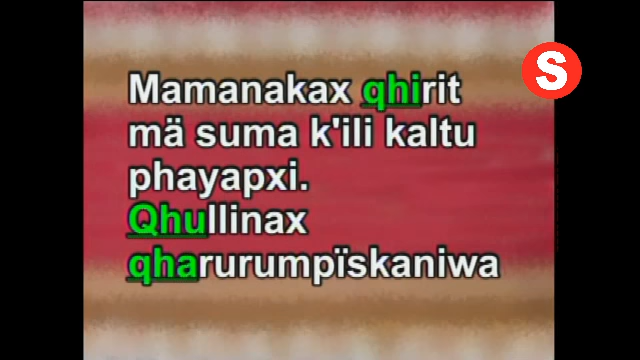 Mamanakax qhirit
mä suma k'ili kaltu
phayapxi.
Qhullinax
qharurumpïskaniwa
S